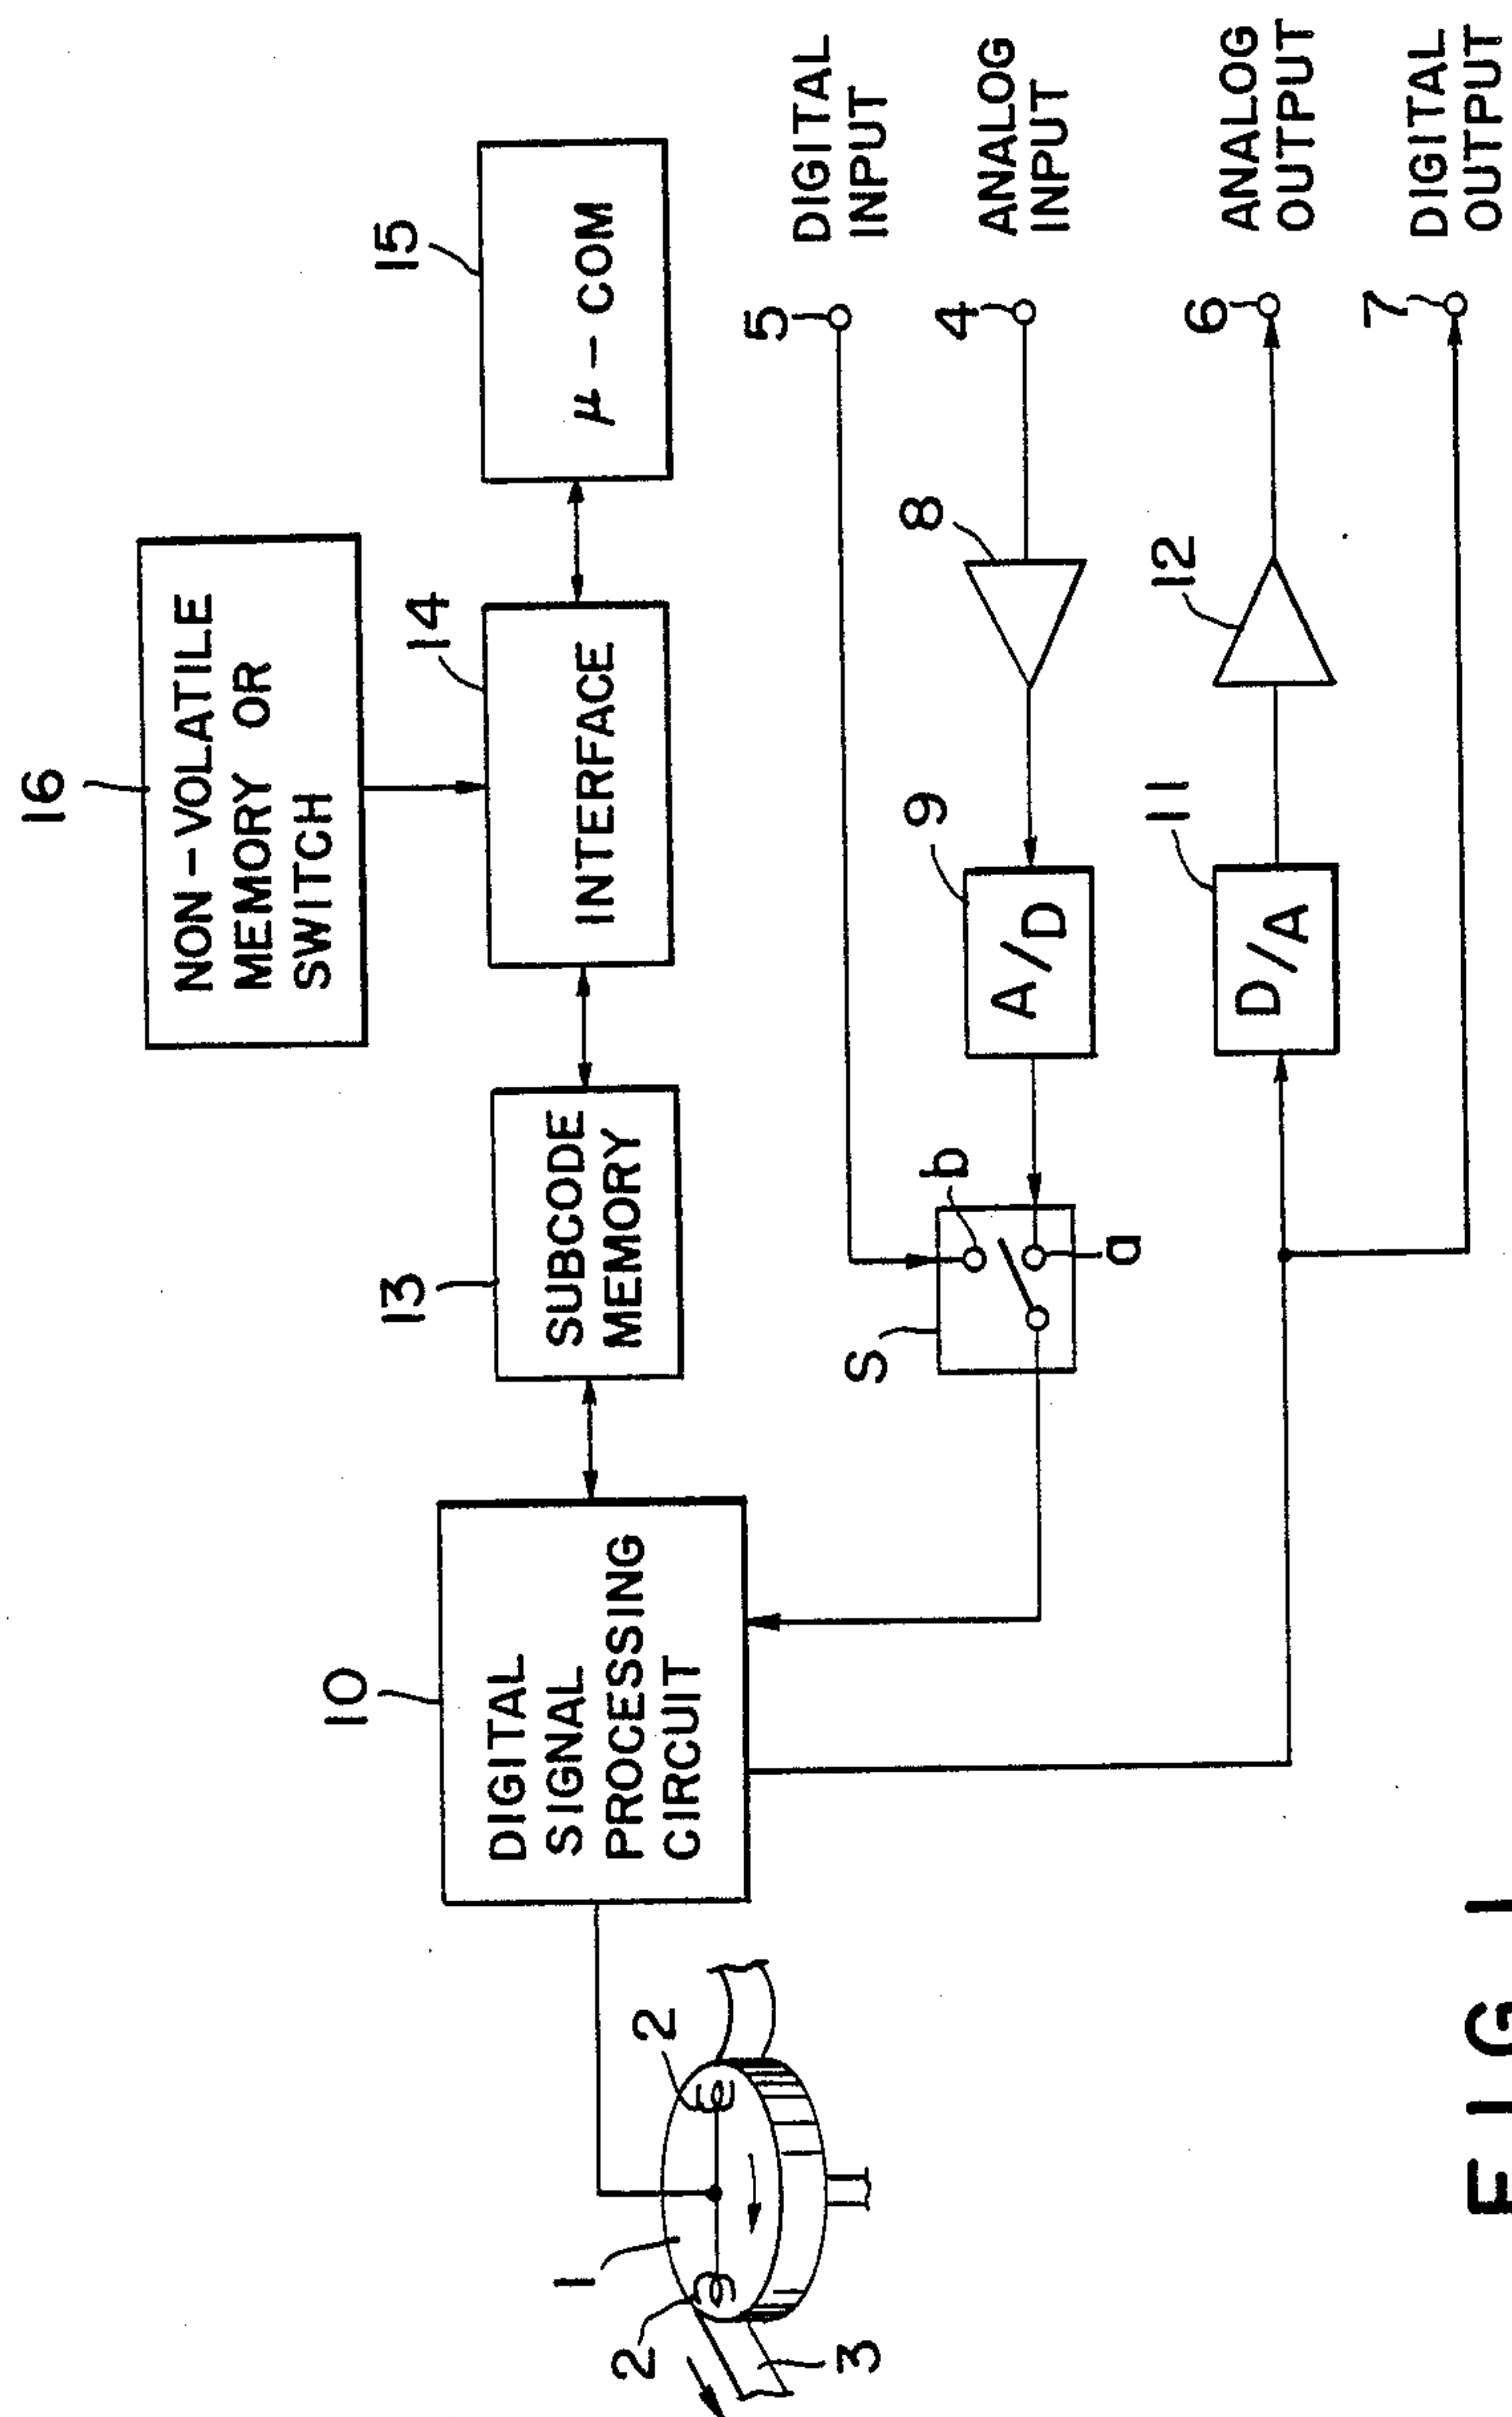 16
NON-VOLATILE
MEMORY OR
SWITCH
10
DIGITAL
SIGNAL
PROCESSING
CIRCUIT
13
SUBCODE
MEMORY
14
INTERFACE
15
μ-COM
1
2
2
3
5
DIGITAL
INPUT
S
b
a
9
A/D
8
4
ANALOG
INPUT
11
D/A
12
6
ANALOG
OUTPUT
7
DIGITAL
OUTPUT
FIG 1